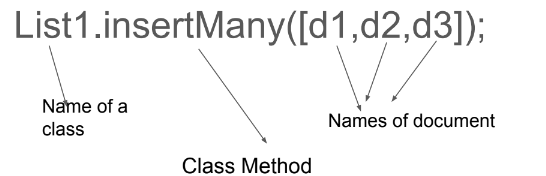 List1.insertMany([d1,d2,d3]);
Name of a
class
Names of document
Class Method